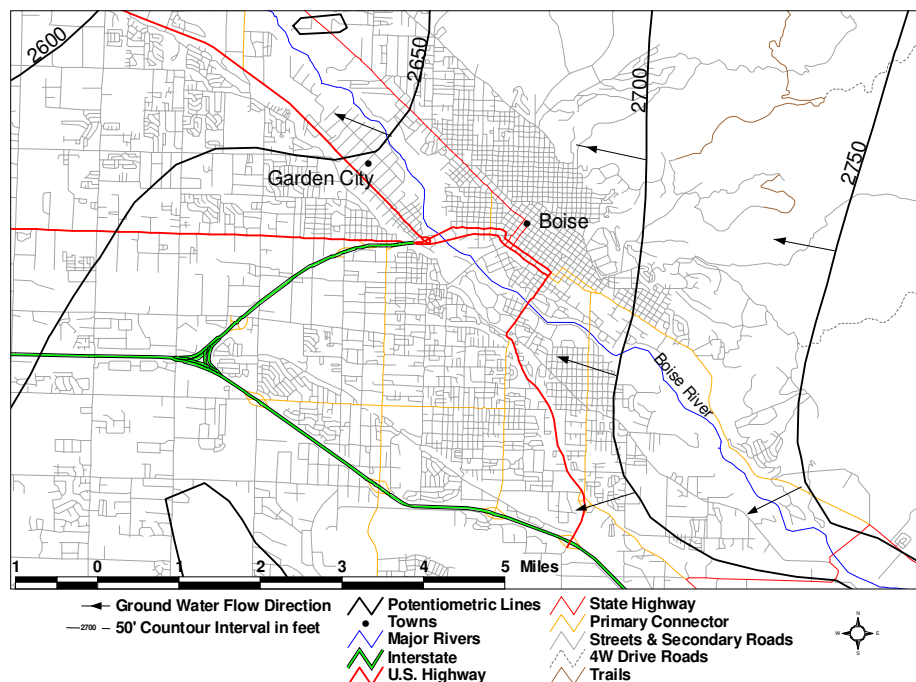 2600
2650
2700
2750
Garden City
Boise
Boise River
1 0 1 2 3 4 5 Miles
Ground Water Flow Direction
2700 50' Countour Interval in feet
Potentiometric Lines
Towns
Major Rivers
Interstate
U.S. Highway
State Highway
Primary Connector
Streets & Secondary Roads
4W Drive Roads
Trails
N
W E
S